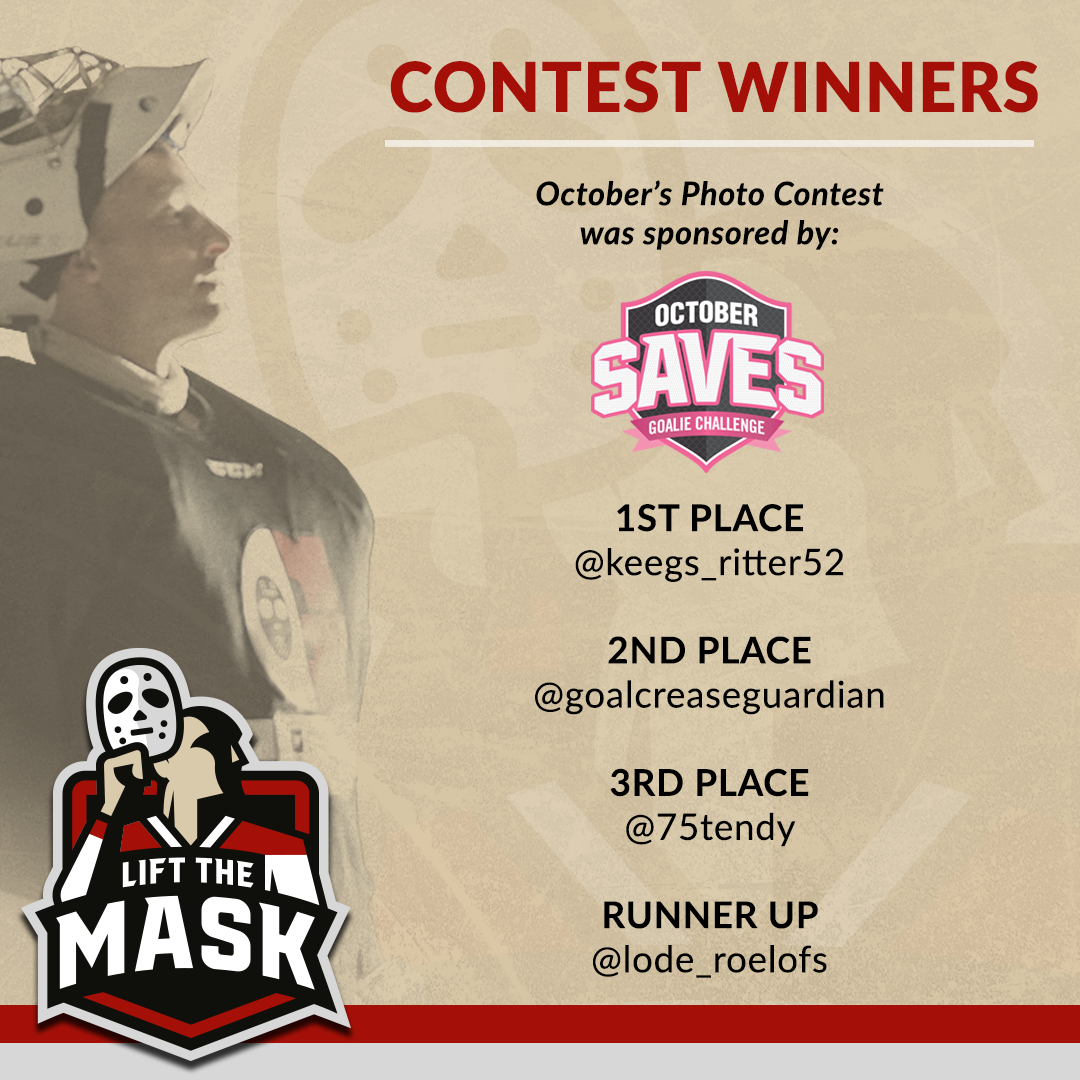 CONTEST WINNERS
October’s Photo Contest
was sponsored by:
OCTOBER
SAVES
GOALIE CHALLENGE
1ST PLACE
@keegs_ritter52
2ND PLACE
@goalcreaseguardian
3RD PLACE
@75tendy
RUNNER UP
@lode_roelofs
LIFT THE
MASK